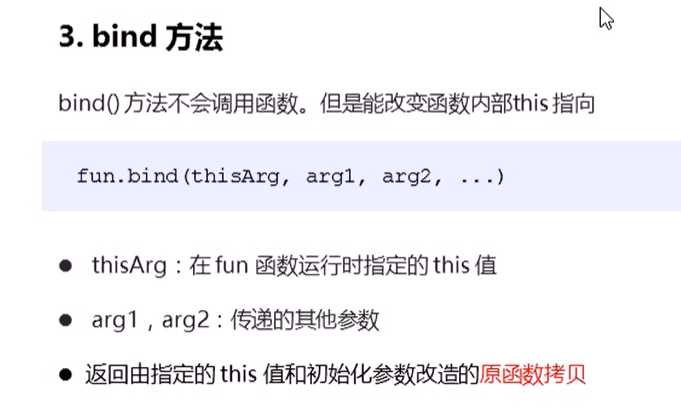 3. bind 方法
bind() 方法不会调用函数。但是能改变函数内部this 指向
fun.bind(thisArg, arg1, arg2, ...)
● thisArg：在 fun 函数运行时指定的 this 值
● arg1，arg2：传递的其他参数
● 返回由指定的 this 值和初始化参数改造的原函数拷贝